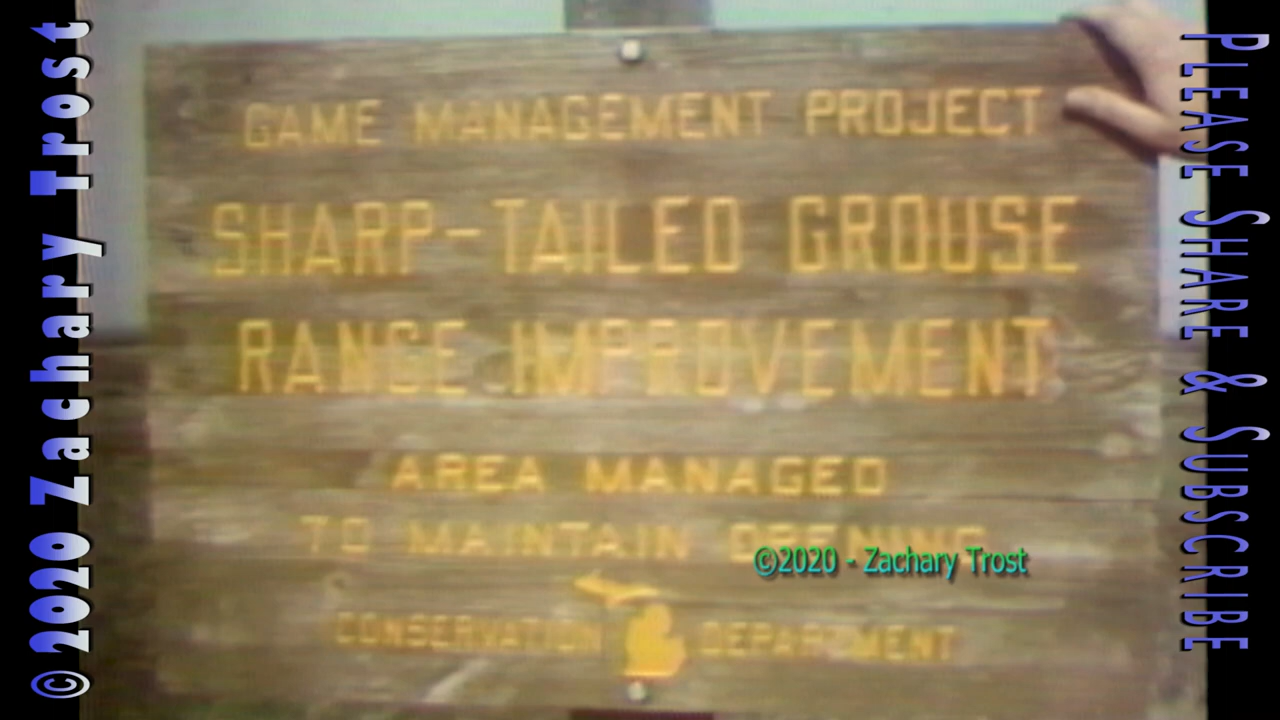 GAME MANAGEMENT PROJECT
SHARP-TAILED GROUSE
RANGE IMPROVEMENT
AREA MANAGED
TO MAINTAIN OPENING
CONSERVATION DEPARTMENT
©2020 - Zachary Trost
© 2020 Zachary Trost
PLEASE SHARE & SUBSCRIBE